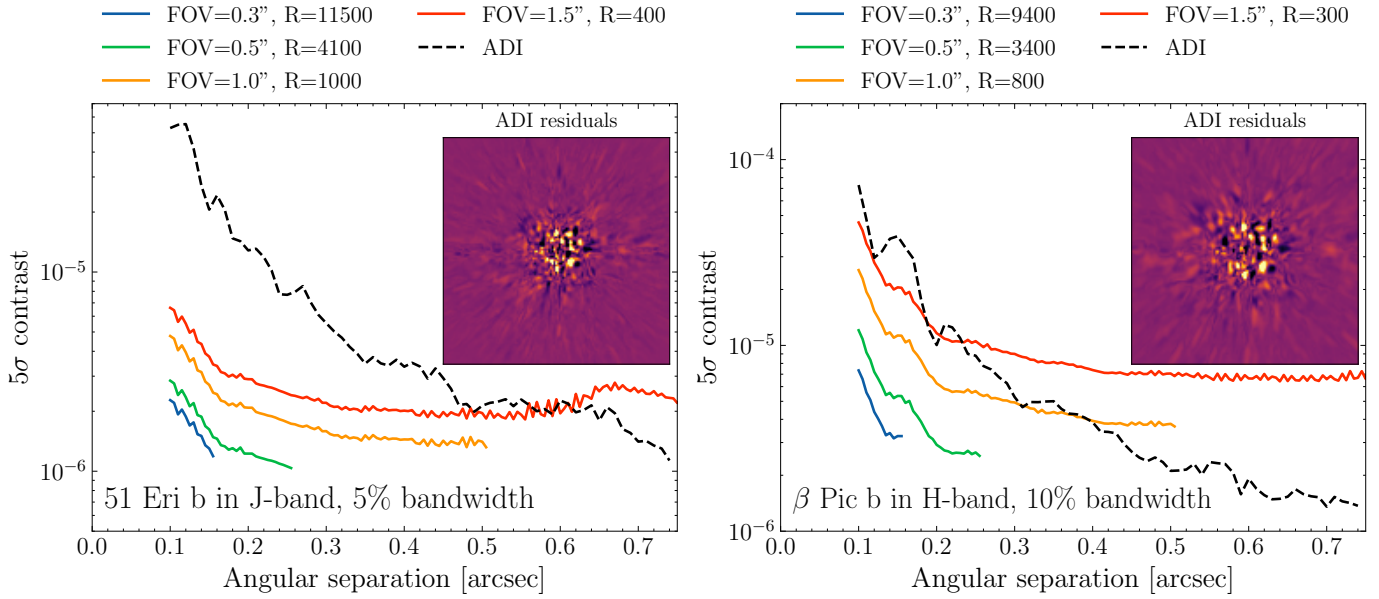 FOV=0.3”, R=11500
FOV=0.5”, R=4100
FOV=1.0”, R=1000
FOV=1.5”, R=400
ADI
ADI residuals
5σ contrast
10⁻⁵
10⁻⁶
51 Eri b in J-band, 5% bandwidth
0.0 0.1 0.2 0.3 0.4 0.5 0.6 0.7
Angular separation [arcsec]
FOV=0.3”, R=9400
FOV=0.5”, R=3400
FOV=1.0”, R=800
FOV=1.5”, R=300
ADI
ADI residuals
5σ contrast
10⁻⁴
10⁻⁵
10⁻⁶
β Pic b in H-band, 10% bandwidth
0.0 0.1 0.2 0.3 0.4 0.5 0.6 0.7
Angular separation [arcsec]